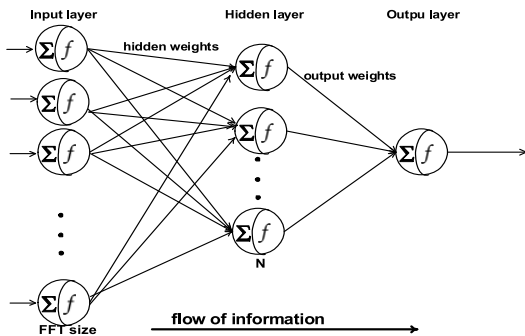 Input layer
Hidden layer
Outpu layer
hidden weights
output weights
Σ f
Σ f
Σ f
Σ f
Σ f
Σ f
Σ f
Σ f
N
FFT size
flow of information